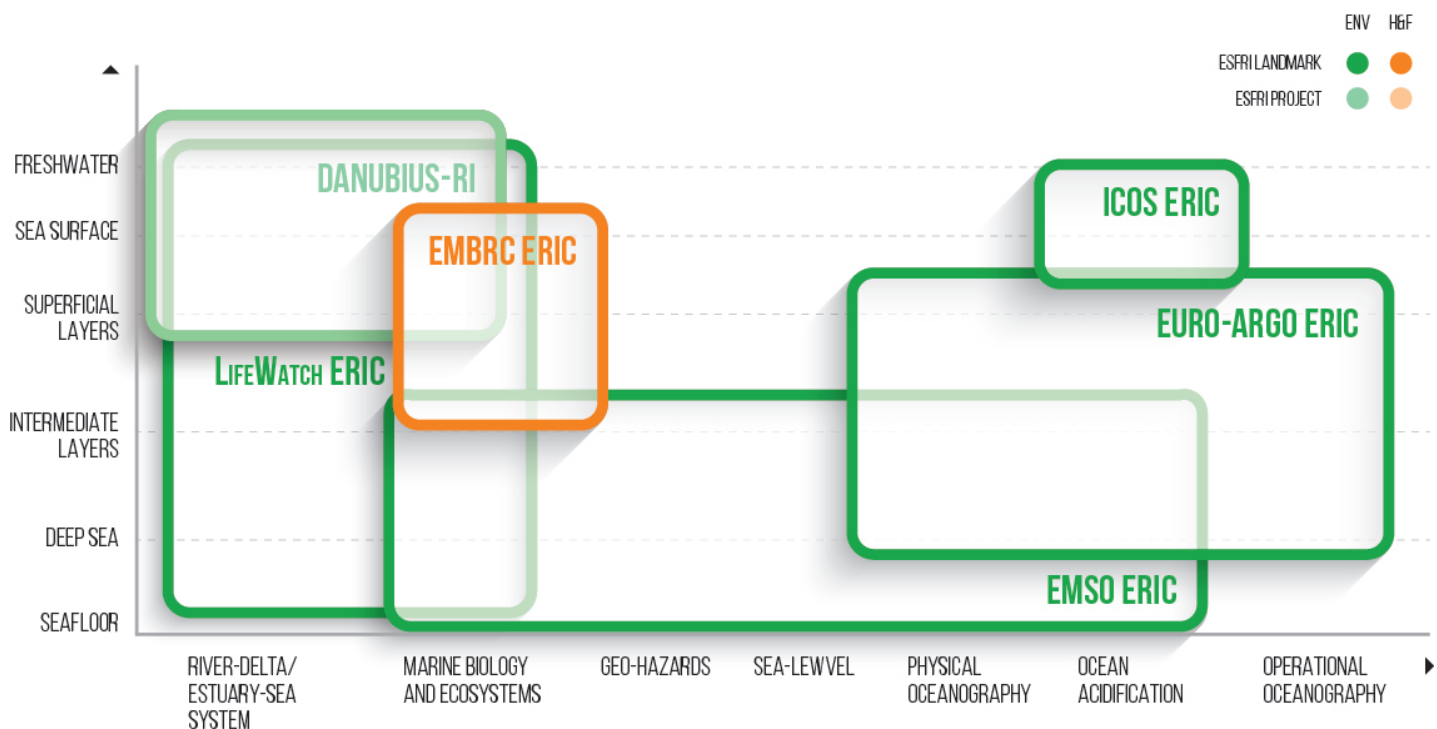 ENV H&F
ESFRI LANDMARK
ESFRI PROJECT
FRESHWATER
SEA SURFACE
SUPERFICIAL
LAYERS
INTERMEDIATE
LAYERS
DEEP SEA
SEAFLOOR
DANUBIUS-RI
EMBRC ERIC
LIFEWATCH ERIC
ICOS ERIC
EURO-ARGO ERIC
EMSO ERIC
RIVER-DELTA/
ESTUARY-SEA
SYSTEM
MARINE BIOLOGY
AND ECOSYSTEMS
GEO-HAZARDS
SEA-LEWVEL
PHYSICAL
OCEANOGRAPHY
OCEAN
ACIDIFICATION
OPERATIONAL
OCEANOGRAPHY